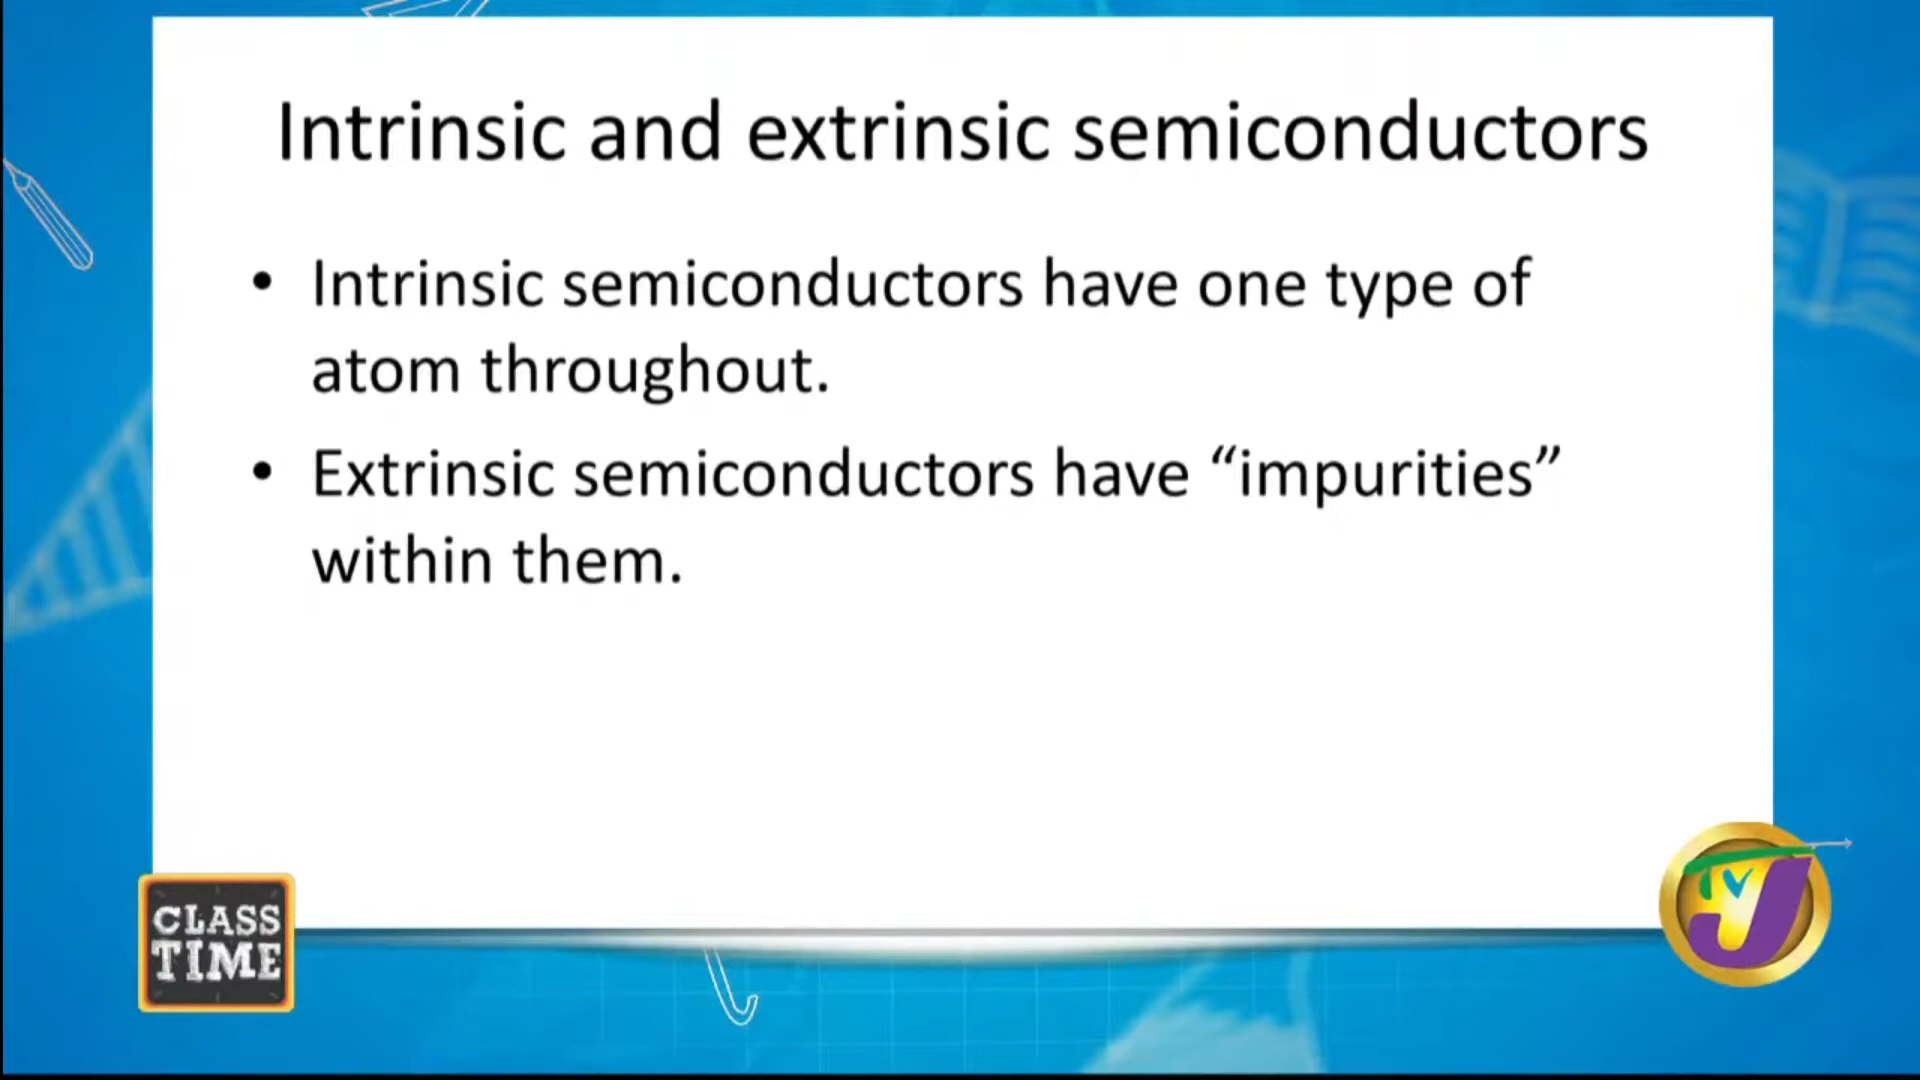 Intrinsic and extrinsic semiconductors
• Intrinsic semiconductors have one type of
atom throughout.
• Extrinsic semiconductors have “impurities”
within them.
CLASS
TIME
TVJ